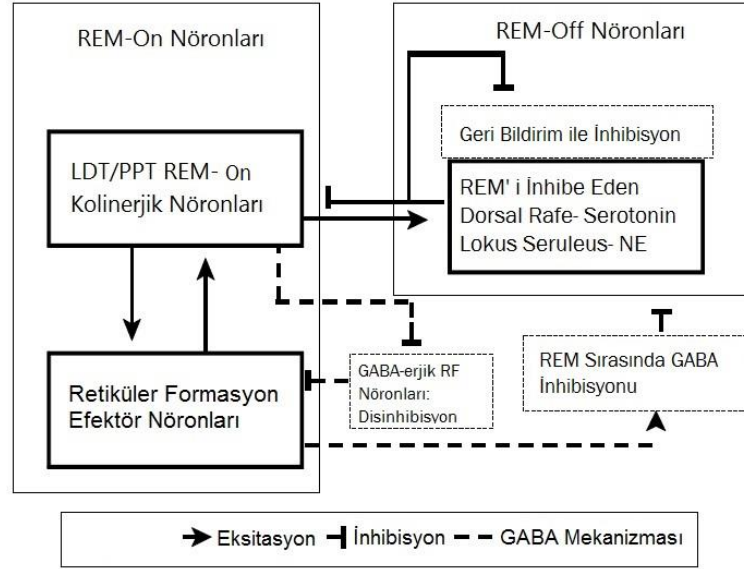 REM-On Nöronları
REM-Off Nöronları
Geri Bildirim ile İnhibisyon
LDT/PPT REM- On
Kolinerjik Nöronları
REM' i İnhibe Eden
Dorsal Rafe- Serotonin
Lokus Seruleus- NE
Retiküler Formasyon
Efektör Nöronları
GABA-erjik RF
Nöronları:
Disinhibisyon
REM Sırasında GABA
İnhibisyonu
Eksitasyon
İnhibisyon
GABA Mekanizması